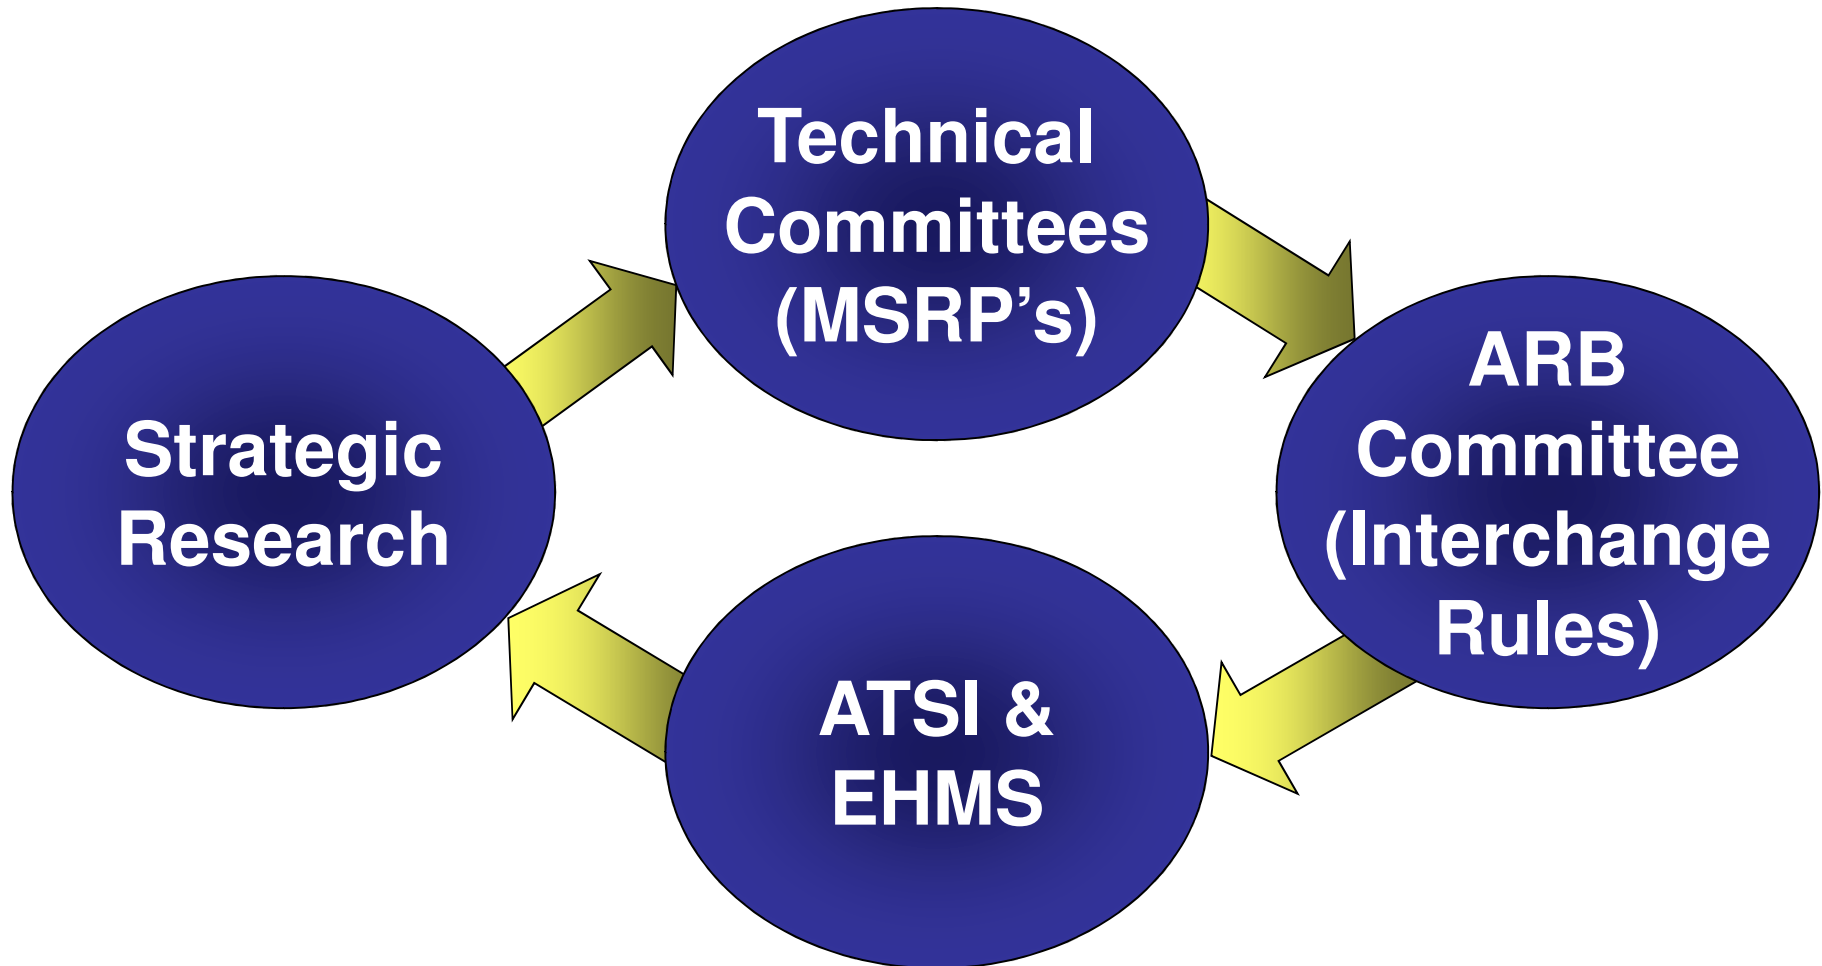 Technical
Committees
(MSRP’s)
ARB
Committee
(Interchange
Rules)
Strategic
Research
ATSI &
EHMS